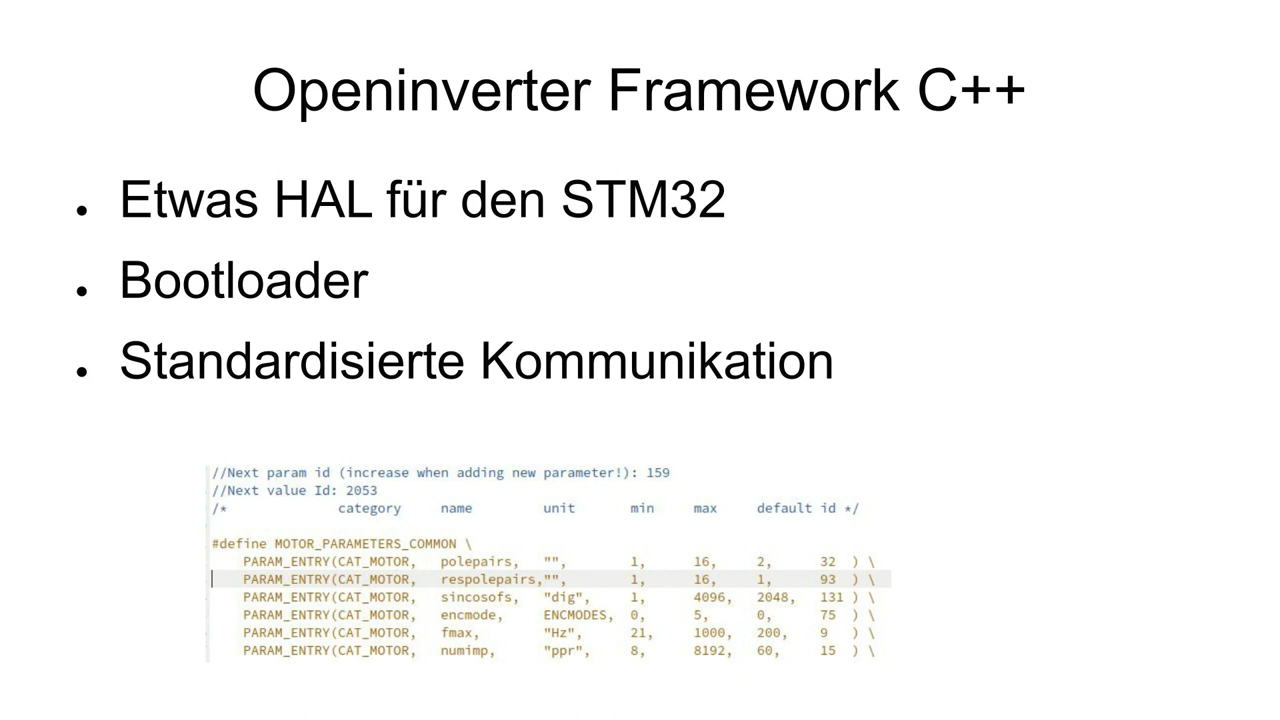 Openinverter Framework C++
● Etwas HAL für den STM32
● Bootloader
● Standardisierte Kommunikation
//Next param id (increase when adding new parameter!): 159
//Next value Id: 2053
/*              category     name         unit       min     max     default id */
#define MOTOR_PARAMETERS_COMMON \
    PARAM_ENTRY(CAT_MOTOR,   polepairs,   "",        1,      16,     2,      32  ) \
    PARAM_ENTRY(CAT_MOTOR,   respolepairs,"",        1,      16,     1,      93  ) \
    PARAM_ENTRY(CAT_MOTOR,   sincosofs,   "dig",     1,      4096,   2048,   131 ) \
    PARAM_ENTRY(CAT_MOTOR,   encmode,     ENCMODES,  0,      5,      0,      75  ) \
    PARAM_ENTRY(CAT_MOTOR,   fmax,        "Hz",      21,     1000,   200,    9   ) \
    PARAM_ENTRY(CAT_MOTOR,   numimp,      "ppr",     8,      8192,   60,     15  ) \